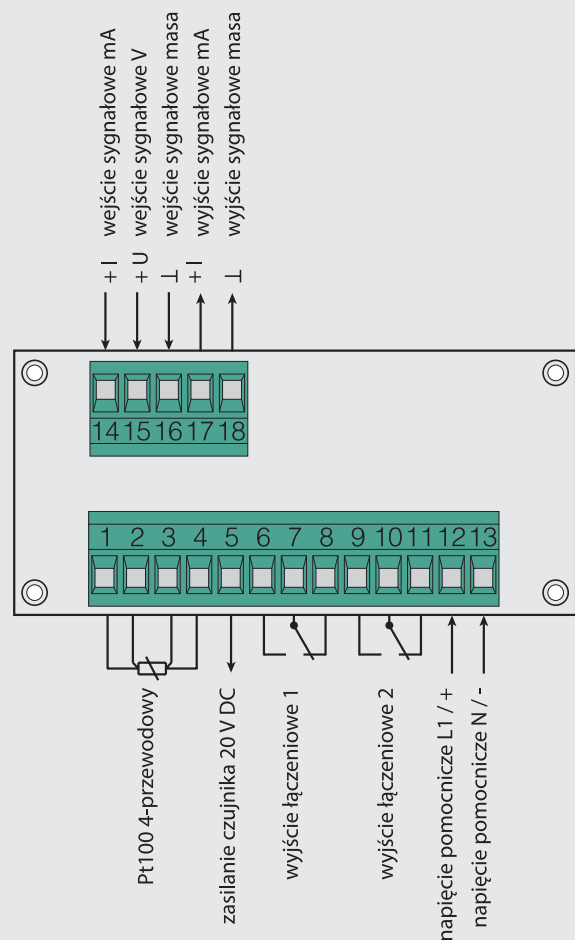 wejście sygnałowe mA
wejście sygnałowe V
wejście sygnałowe masa
wyjście sygnałowe mA
wyjście sygnałowe masa
+ I
+ U
⊥
+ I
⊥
14 15 16 17 18
1 2 3 4 5 6 7 8 9 10 11 12 13
Pt100 4-przewodowy
zasilanie czujnika 20 V DC
wyjście łączeniowe 1
wyjście łączeniowe 2
napięcie pomocnicze L1 / +
napięcie pomocnicze N / -